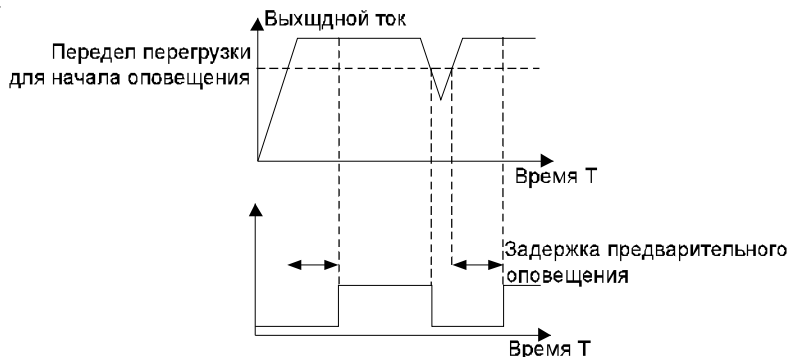 Выхщдной ток
Передел перегрузки
для начала оповещения
Время Т
Задержка предварительного
оповещения
Время Т